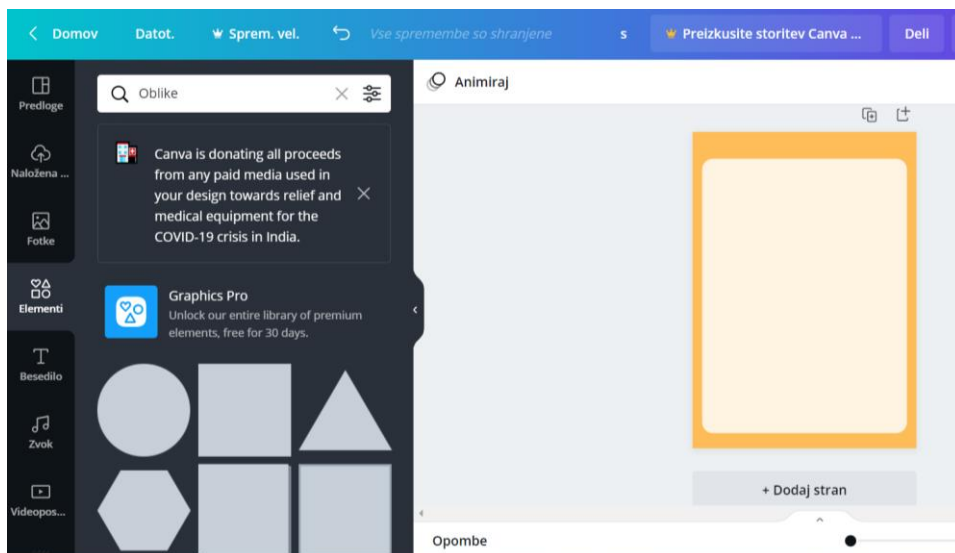 Domov
Datot.
Sprem. vel.
Vse spremembe so shranjene
s
Preizkusite storitev Canva ...
Deli
Predloge
Naložena ...
Fotke
Elementi
Besedilo
Zvok
Videopos...
Oblike
Canva is donating all proceeds
from any paid media used in
your design towards relief and
medical equipment for the
COVID-19 crisis in India.
Graphics Pro
Unlock our entire library of premium
elements, free for 30 days.
Animiraj
+ Dodaj stran
Opombe